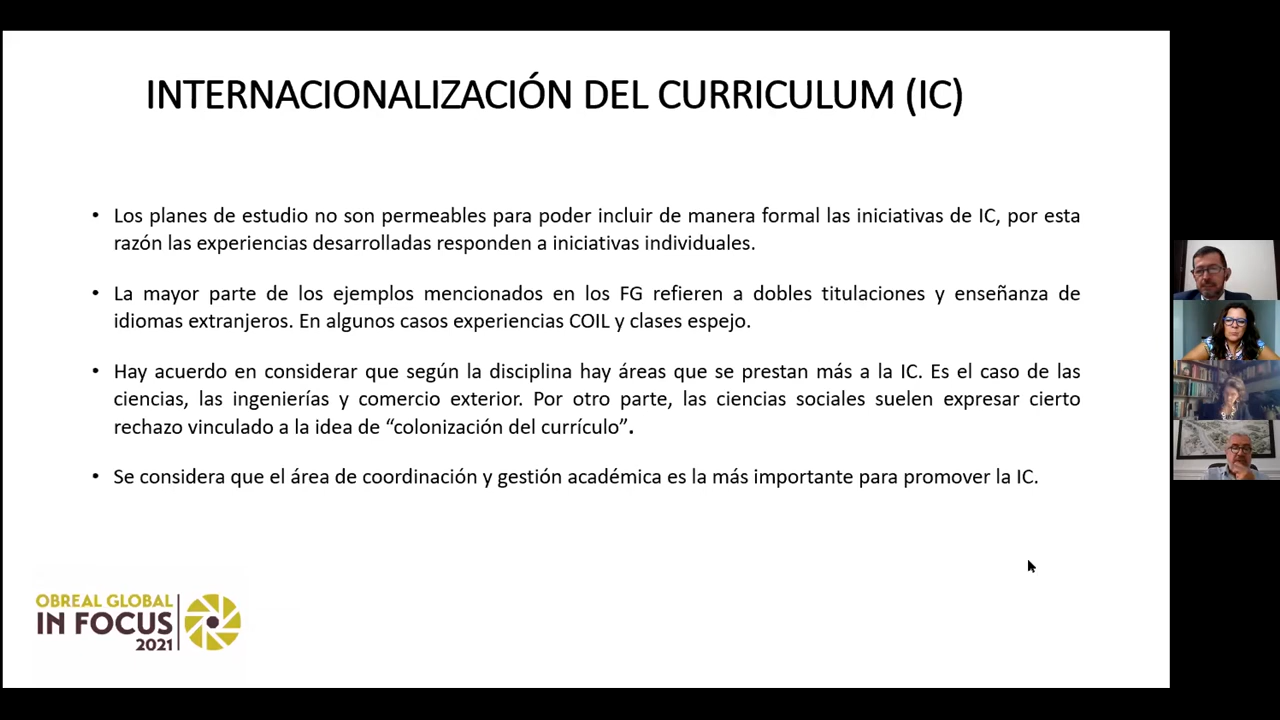 INTERNACIONALIZACIÓN DEL CURRICULUM (IC)
• Los planes de estudio no son permeables para poder incluir de manera formal las iniciativas de IC, por esta
razón las experiencias desarrolladas responden a iniciativas individuales.
• La mayor parte de los ejemplos mencionados en los FG refieren a dobles titulaciones y enseñanza de
idiomas extranjeros. En algunos casos experiencias COIL y clases espejo.
• Hay acuerdo en considerar que según la disciplina hay áreas que se prestan más a la IC. Es el caso de las
ciencias, las ingenierías y comercio exterior. Por otro parte, las ciencias sociales suelen expresar cierto
rechazo vinculado a la idea de “colonización del currículo”.
• Se considera que el área de coordinación y gestión académica es la más importante para promover la IC.
OBREAL GLOBAL
IN FOCUS
2021